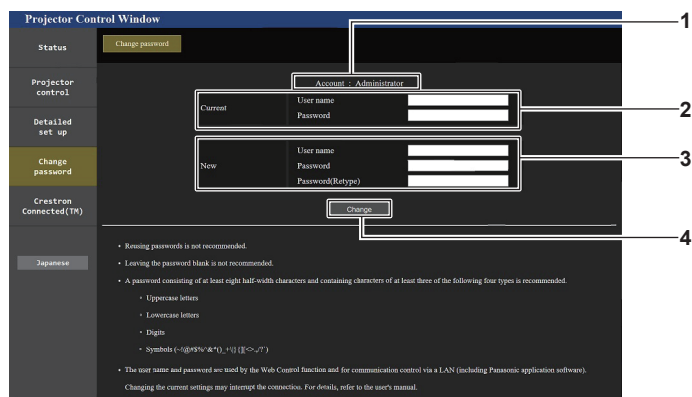 Projector Control Window
1
Status
Change password
Projector
control
Account : Administrator
Current
User name
Password
2
Detailed
set up
Change
password
New
User name
Password
Password(Retype)
3
Crestron
Connected(TM)
Change
4
Japanese
• Reusing passwords is not recommended.
• Leaving the password blank is not recommended.
• A password consisting of at least eight half-width characters and containing characters of at least three of the following four types is recommended.
• Uppercase letters
• Lowercase letters
• Digits
• Symbols
• The user name and password are used by the Web Control function and for communication control via a LAN (including Panasonic application software).
Changing the current settings may interrupt the connection. For details, refer to the user's manual.